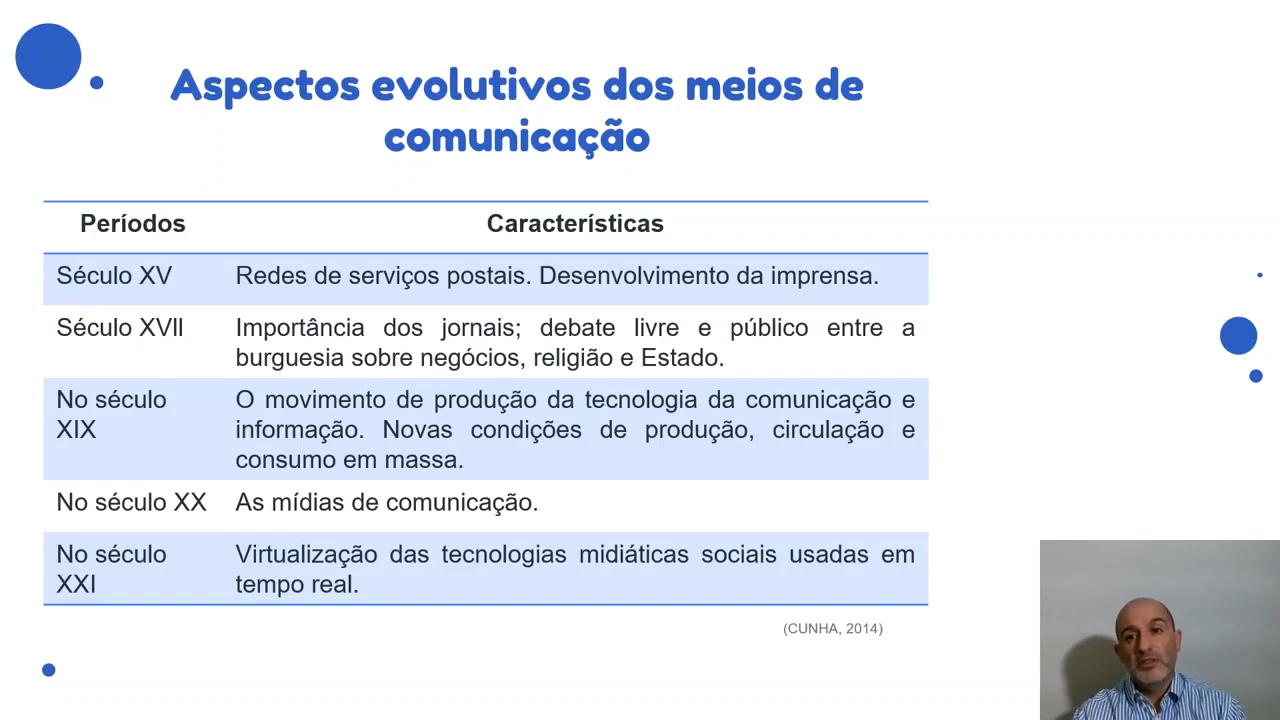 Aspectos evolutivos dos meios de
comunicação
Períodos Características
Século XV Redes de serviços postais. Desenvolvimento da imprensa.
Século XVII Importância dos jornais; debate livre e público entre a
burguesia sobre negócios, religião e Estado.
No século O movimento de produção da tecnologia da comunicação e
XIX informação. Novas condições de produção, circulação e
consumo em massa.
No século XX As mídias de comunicação.
No século Virtualização das tecnologias midiáticas sociais usadas em
XXI tempo real.
(CUNHA, 2014)